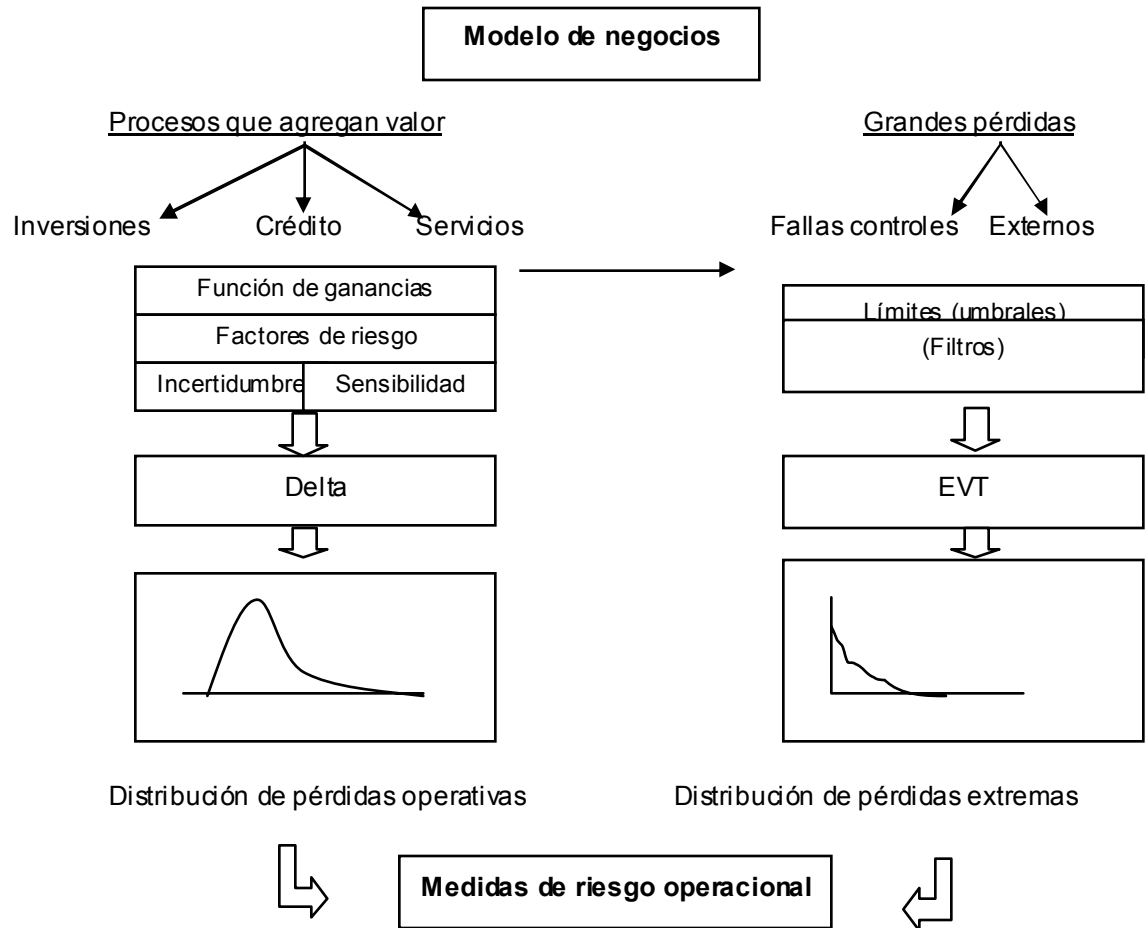 Modelo de negocios
Procesos que agregan valor
Grandes pérdidas
Inversiones Crédito Servicios
Fallas controles Externos
Función de ganancias
Factores de riesgo
Incertidumbre Sensibilidad
Límites (umbrales)
(Filtros)
Delta
EVT
Distribución de pérdidas operativas
Distribución de pérdidas extremas
Medidas de riesgo operacional